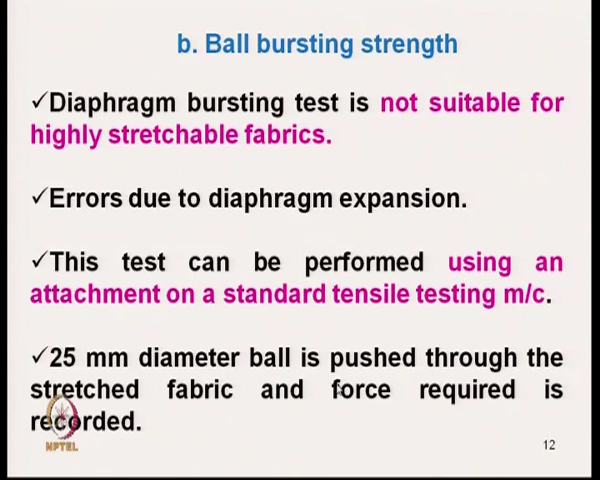 b. Ball bursting strength
✓Diaphragm bursting test is not suitable for
highly stretchable fabrics.
✓Errors due to diaphragm expansion.
✓This test can be performed using an
attachment on a standard tensile testing m/c.
✓25 mm diameter ball is pushed through the
stretched fabric and force required is
recorded.
NPTEL
12